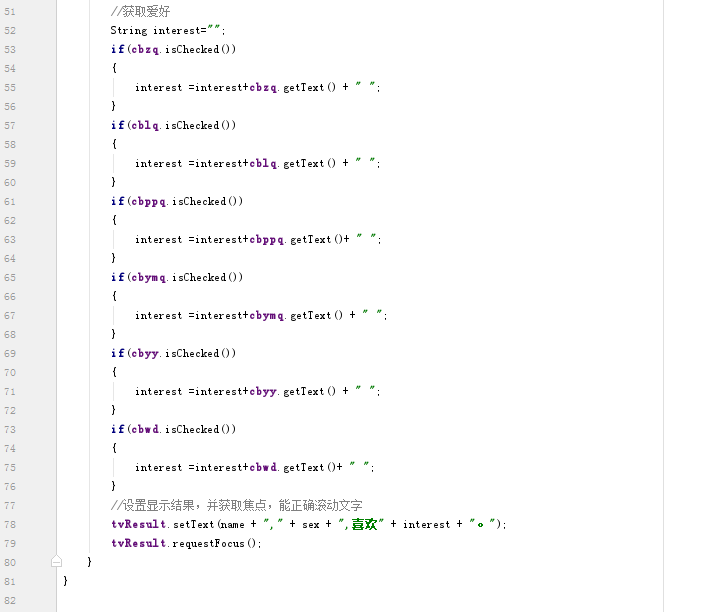 51 //获取爱好
52 String interest="";
53 if(cbzq.isChecked())
54 {
55 interest =interest+cbzq.getText() + " ";
56 }
57 if(cblq.isChecked())
58 {
59 interest =interest+cblq.getText() + " ";
60 }
61 if(cbppq.isChecked())
62 {
63 interest =interest+cbppq.getText()+ " ";
64 }
65 if(cbymq.isChecked())
66 {
67 interest =interest+cbymq.getText() + " ";
68 }
69 if(cbyy.isChecked())
70 {
71 interest =interest+cbyy.getText() + " ";
72 }
73 if(cbwd.isChecked())
74 {
75 interest =interest+cbwd.getText()+ " ";
76 }
77 //设置显示结果，并获取焦点，能正确滚动文字
78 tvResult.setText(name + "," + sex + ",喜欢" + interest + "。");
79 tvResult.requestFocus();
80 }
81 }
82